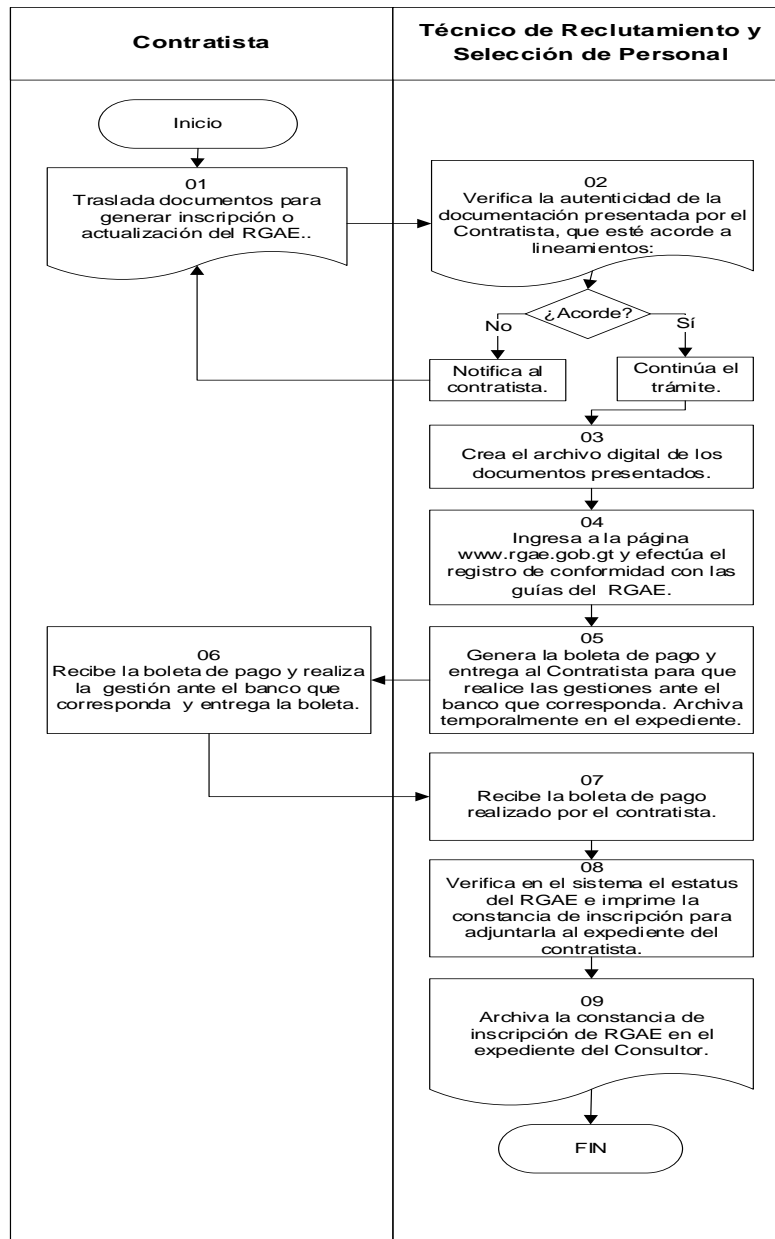 Contratista
Técnico de Reclutamiento y
Selección de Personal
Inicio
01
Traslada documentos para
generar inscripción o
actualización del RGAE..
02
Verifica la autenticidad de la
documentación presentada por el
Contratista, que esté acorde a
lineamientos:
¿Acorde?
No
Sí
Notifica al
contratista.
Continúa el
trámite.
03
Crea el archivo digital de los
documentos presentados.
04
Ingresa a la página
www.rgae.gob.gt y efectúa el
registro de conformidad con las
guías del RGAE.
05
Genera la boleta de pago y
entrega al Contratista para que
realice las gestiones ante el
banco que corresponda. Archiva
temporalmente en el expediente.
06
Recibe la boleta de pago y realiza
la gestión ante el banco que
corresponda y entrega la boleta.
07
Recibe la boleta de pago
realizado por el contratista.
08
Verifica en el sistema el estatus
del RGAE e imprime la
constancia de inscripción para
adjuntarla al expediente del
contratista.
09
Archiva la constancia de
inscripción de RGAE en el
expediente del Consultor.
FIN